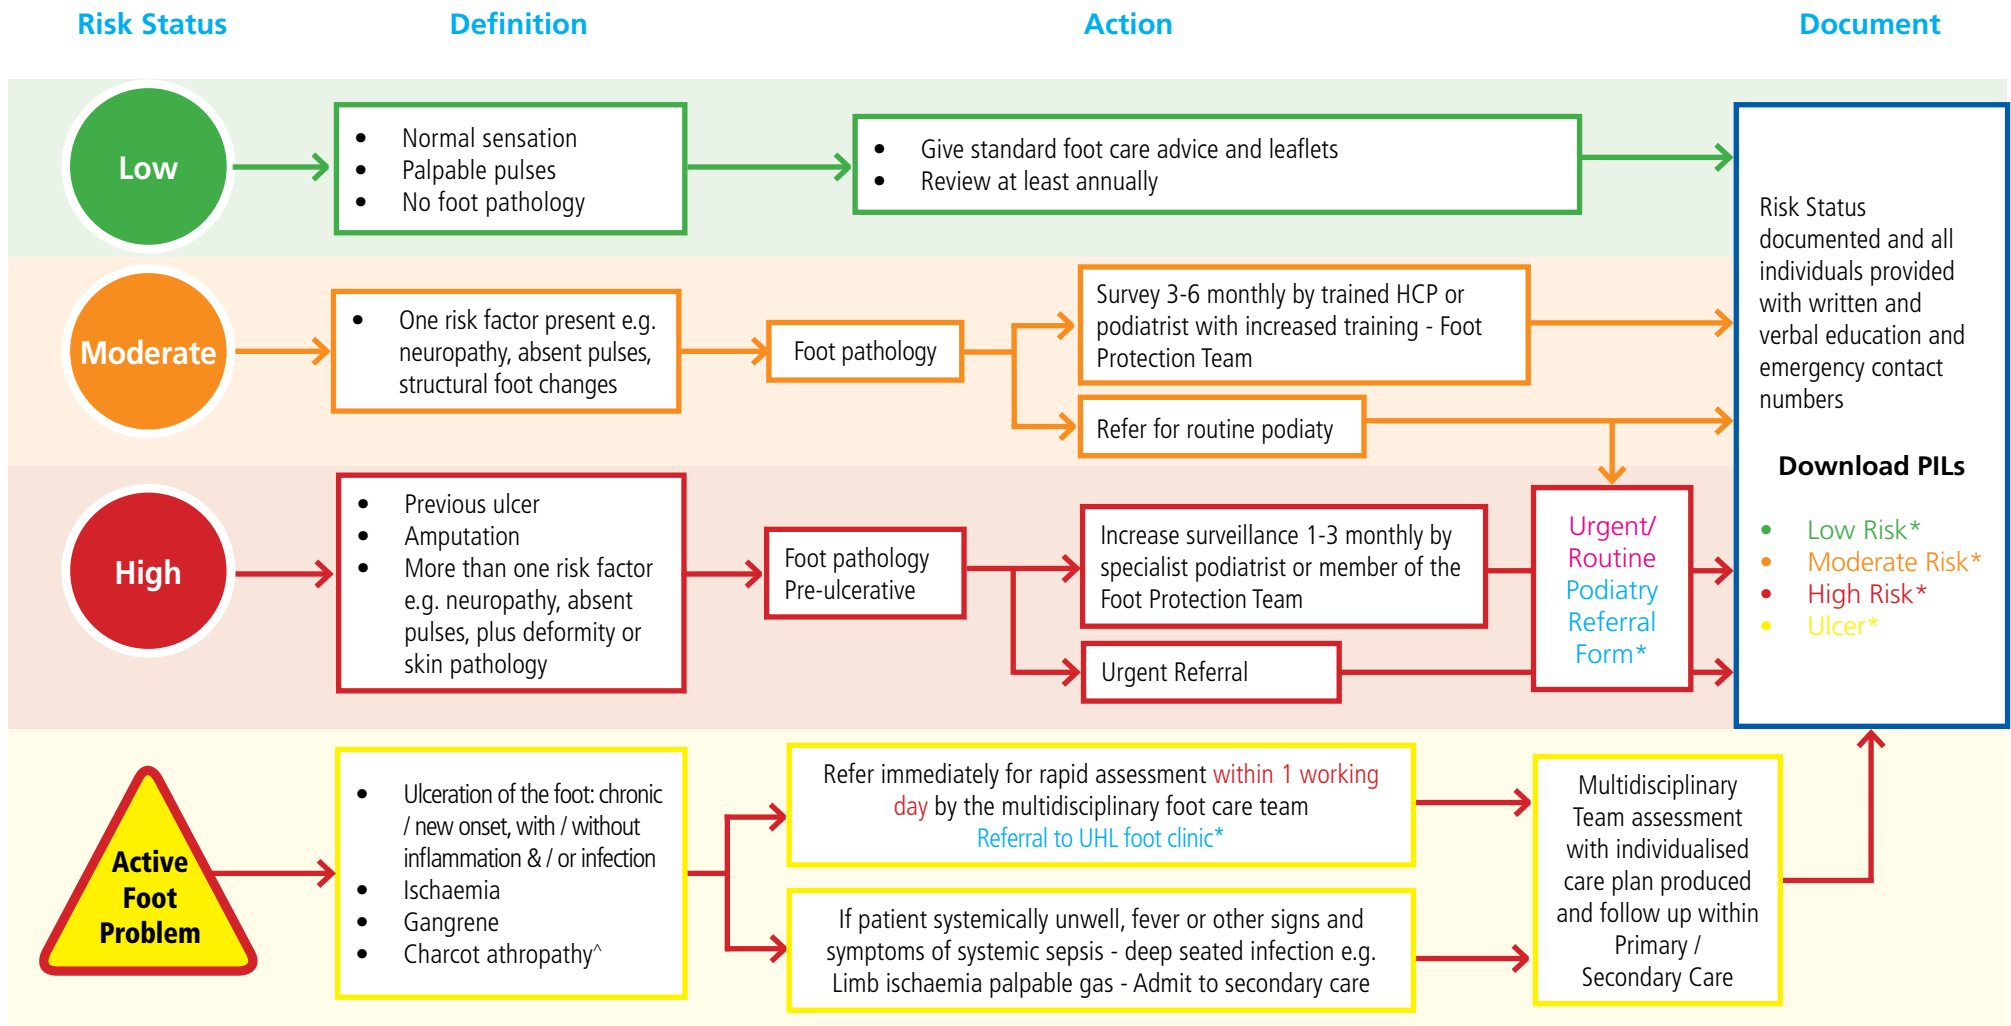 Risk Status
Definition
Action
Document
Low
• Normal sensation
• Palpable pulses
• No foot pathology
• Give standard foot care advice and leaflets
• Review at least annually
Moderate
• One risk factor present e.g.
neuropathy, absent pulses,
structural foot changes
Foot pathology
Survey 3-6 monthly by trained HCP or
podiatrist with increased training - Foot
Protection Team
Refer for routine podiaty
High
• Previous ulcer
• Amputation
• More than one risk factor
e.g. neuropathy, absent
pulses, plus deformity or
skin pathology
Foot pathology
Pre-ulcerative
Increase surveillance 1-3 monthly by
specialist podiatrist or member of the
Foot Protection Team
Urgent Referral
Urgent/
Routine
Podiatry
Referral
Form*
Active
Foot
Problem
• Ulceration of the foot: chronic
/ new onset, with / without
inflammation & / or infection
• Ischaemia
• Gangrene
• Charcot athropathy^
Refer immediately for rapid assessment within 1 working
day by the multidisciplinary foot care team
Referral to UHL foot clinic*
If patient systemically unwell, fever or other signs and
symptoms of systemic sepsis - deep seated infection e.g.
Limb ischaemia palpable gas - Admit to secondary care
Multidisciplinary
Team assessment
with individualised
care plan produced
and follow up within
Primary /
Secondary Care
Risk Status
documented and all
individuals provided
with written and
verbal education and
emergency contact
numbers
Download PILs
• Low Risk*
• Moderate Risk*
• High Risk*
• Ulcer*